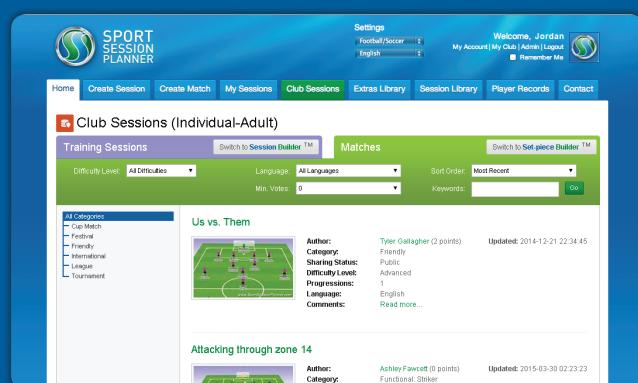 SPORT
SESSION
PLANNER
Settings
Football/Soccer
English
Welcome, Jordan
My Account | My Club | Admin | Logout
Remember Me
Home Create Session Create Match My Sessions Club Sessions Extras Library Session Library Player Records Contact
Club Sessions (Individual-Adult)
Training Sessions Switch to Session Builder TM Matches Switch to Set-piece Builder TM
Difficulty Level: All Difficulties Language: All Languages Sort Order: Most Recent
Min. Votes: 0 Keywords: Go
All Categories
Cup Match
Festival
Friendly
International
League
Tournament
Us vs. Them
Author: Tyler Gallagher (2 points) Updated: 2014-12-21 22:34:45
Category: Friendly
Sharing Status: Public
Difficulty Level: Advanced
Progressions: 1
Language: English
Comments: Read more...
Attacking through zone 14
Author: Ashley Fawcett (0 points) Updated: 2015-03-30 02:23:23
Category: Functional: Striker